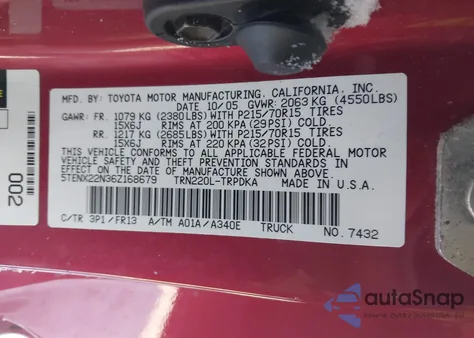 MFD. BY: TOYOTA MOTOR MANUFACTURING, CALIFORNIA, INC.
DATE 10/05 GVWR: 2063 KG (4550LBS)
GAWR: FR. 1079 KG (2380LBS) WITH P215/70R15 TIRES
15X6J RIMS AT 200 KPA (29PSI) COLD.
RR. 1217 KG (2685LBS) WITH P215/70R15 TIRES
15X6J RIMS AT 220 KPA (32PSI) COLD.
THIS VEHICLE CONFORMS TO ALL APPLICABLE FEDERAL MOTOR
VEHICLE SAFETY AND THEFT PREVENTION STANDARDS IN
EFFECT ON THE DATE OF MANUFACTURE SHOWN ABOVE.
5TENX22N36Z168679 TRN220L-TRPDKA MADE IN U.S.A.
C/TR 3P1/FR13 A/TM A01A/A340E TRUCK NO. 7432
002
autoSnap